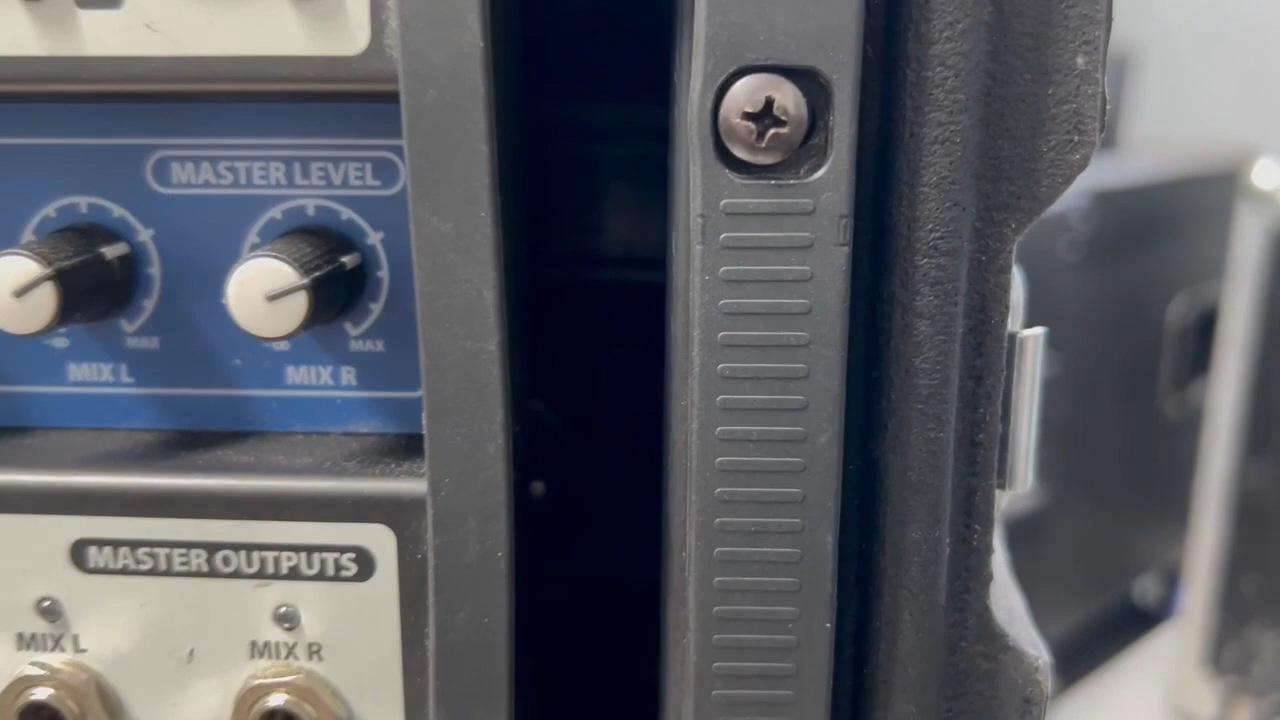 MASTER LEVEL
∞ MAX ∞ MAX
MIX L MIX R
MASTER OUTPUTS
MIX L MIX R